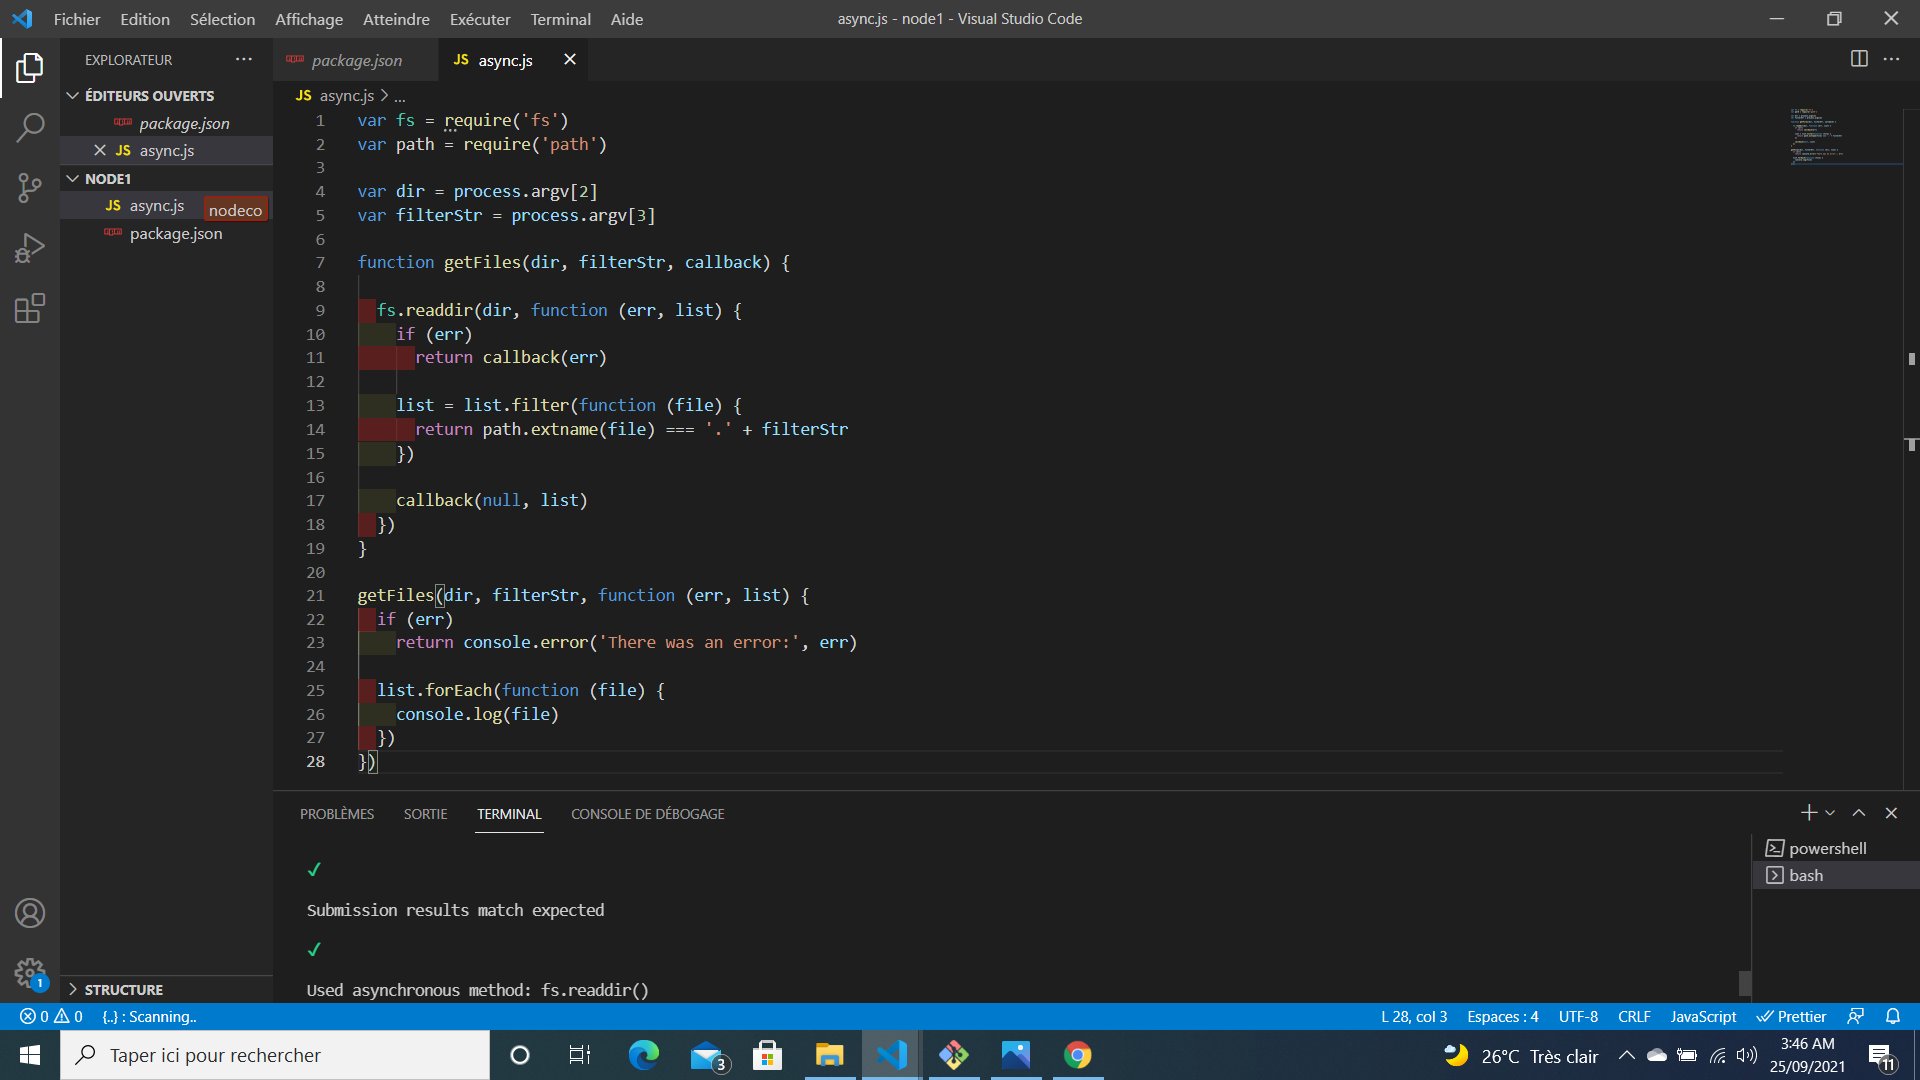 Fichier Edition Sélection Affichage Atteindre Exécuter Terminal Aide
async.js - node1 - Visual Studio Code
EXPLORATEUR
ÉDITEURS OUVERTS
package.json
JS async.js
NODE1
JS async.js nodeco
package.json
STRUCTURE
package.json JS async.js
JS async.js > ...
1 var fs = require('fs')
2 var path = require('path')
3
4 var dir = process.argv[2]
5 var filterStr = process.argv[3]
6
7 function getFiles(dir, filterStr, callback) {
8
9 fs.readdir(dir, function (err, list) {
10 if (err)
11 return callback(err)
12
13 list = list.filter(function (file) {
14 return path.extname(file) === '.' + filterStr
15 })
16
17 callback(null, list)
18 })
19 }
20
21 getFiles(dir, filterStr, function (err, list) {
22 if (err)
23 return console.error('There was an error:', err)
24
25 list.forEach(function (file) {
26 console.log(file)
27 })
28 })
PROBLÈMES SORTIE TERMINAL CONSOLE DE DÉBOGAGE
✓
Submission results match expected
✓
Used asynchronous method: fs.readdir()
powershell
bash
1
0 0 {..} : Scanning.. L 28, col 3 Espaces : 4 UTF-8 CRLF JavaScript Prettier
Taper ici pour rechercher
3
26°C Très clair
3:46 AM
25/09/2021
11